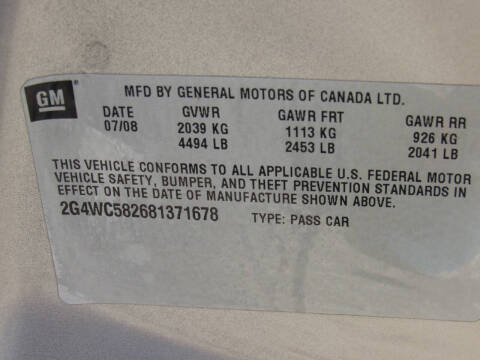 GM
MFD BY GENERAL MOTORS OF CANADA LTD.
DATE GVWR GAWR FRT GAWR RR
07/08 2039 KG 1113 KG 926 KG
4494 LB 2453 LB 2041 LB
THIS VEHICLE CONFORMS TO ALL APPLICABLE U.S. FEDERAL MOTOR
VEHICLE SAFETY, BUMPER, AND THEFT PREVENTION STANDARDS IN
EFFECT ON THE DATE OF MANUFACTURE SHOWN ABOVE.
2G4WC582681371678 TYPE: PASS CAR